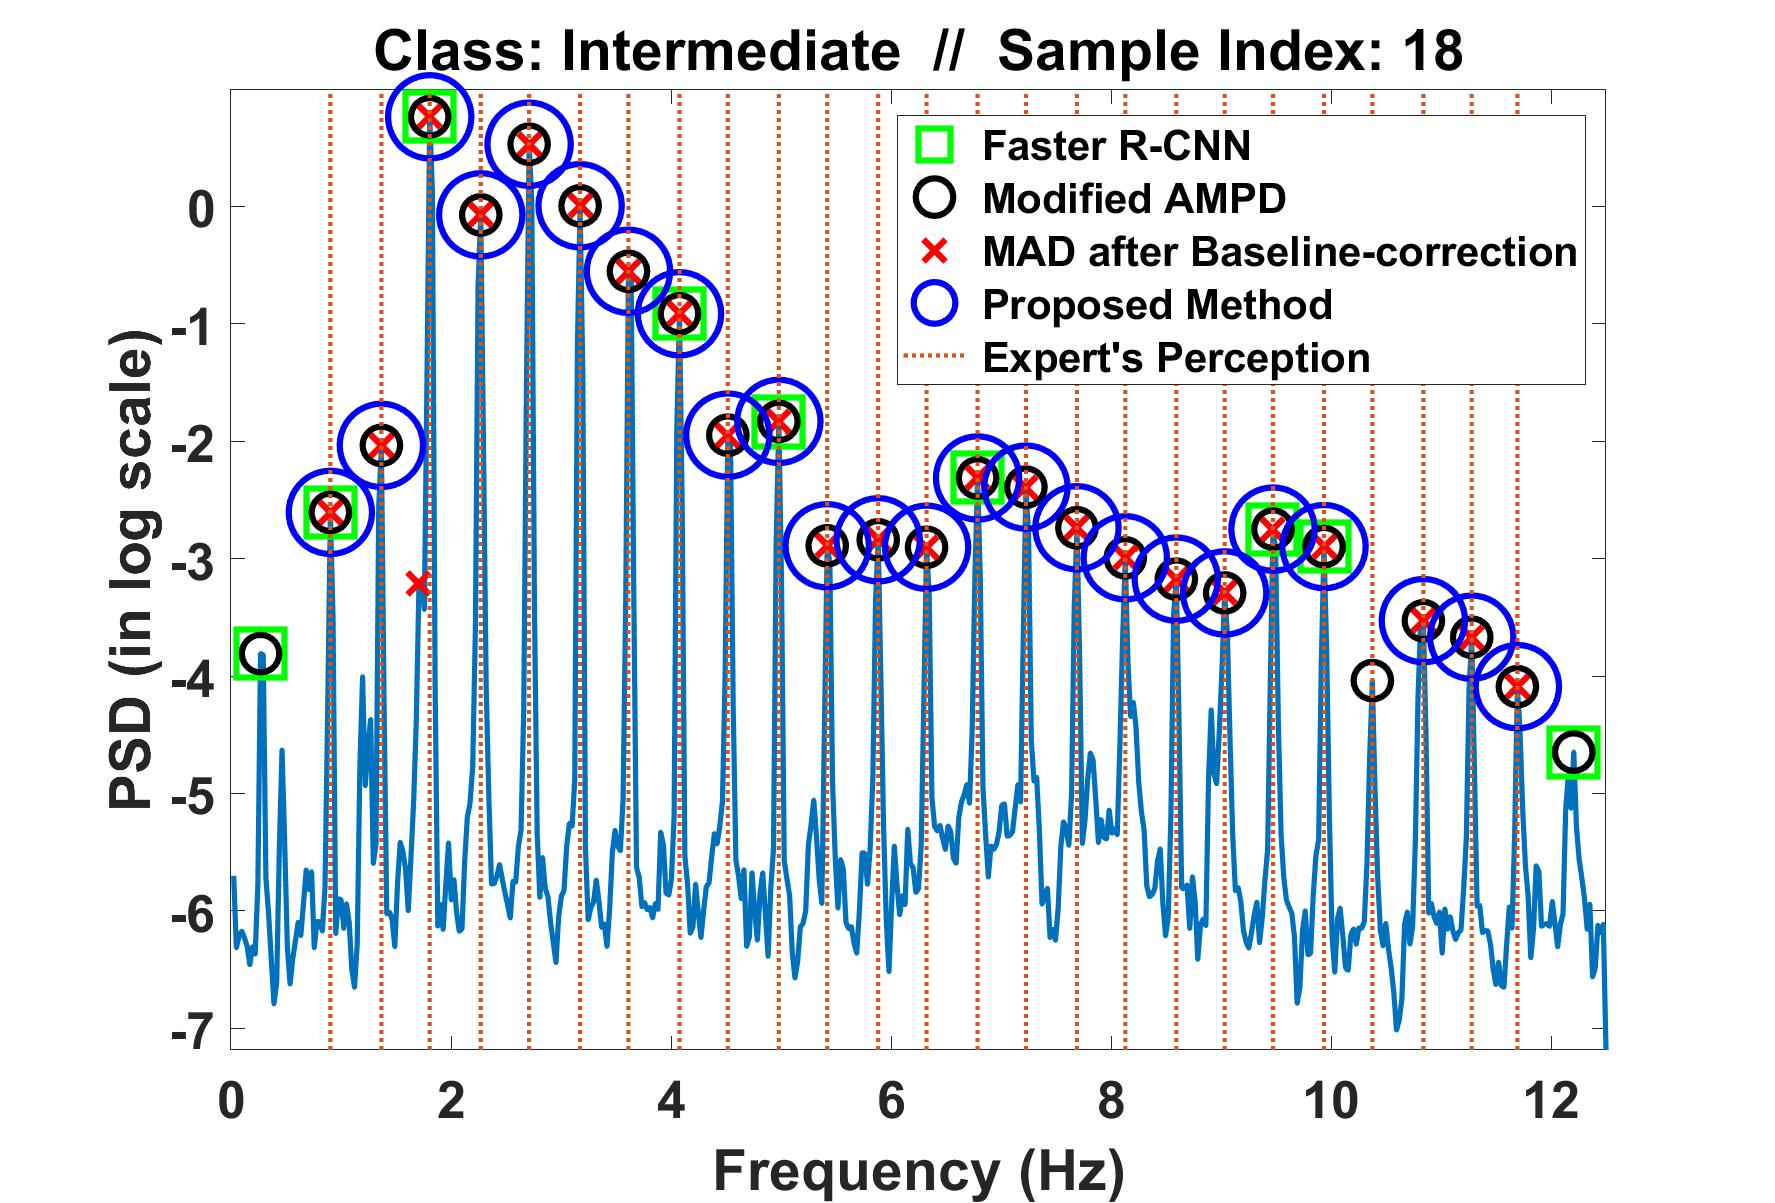 Class: Intermediate // Sample Index: 18
Faster R-CNN
Modified AMPD
MAD after Baseline-correction
Proposed Method
Expert's Perception
PSD (in log scale)
0
-1
-2
-3
-4
-5
-6
-7
0 2 4 6 8 10 12
Frequency (Hz)